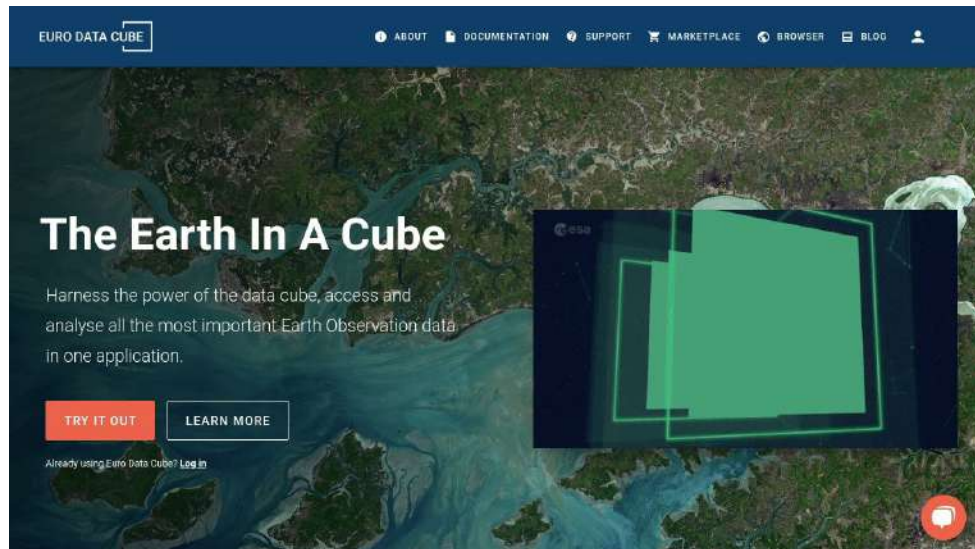 EURO DATA CUBE
ABOUT
DOCUMENTATION
SUPPORT
MARKETPLACE
BROWSER
BLOG
The Earth In A Cube
Harness the power of the data cube, access and
analyse all the most important Earth Observation data
in one application.
TRY IT OUT
LEARN MORE
Already using Euro Data Cube? Log in
esa